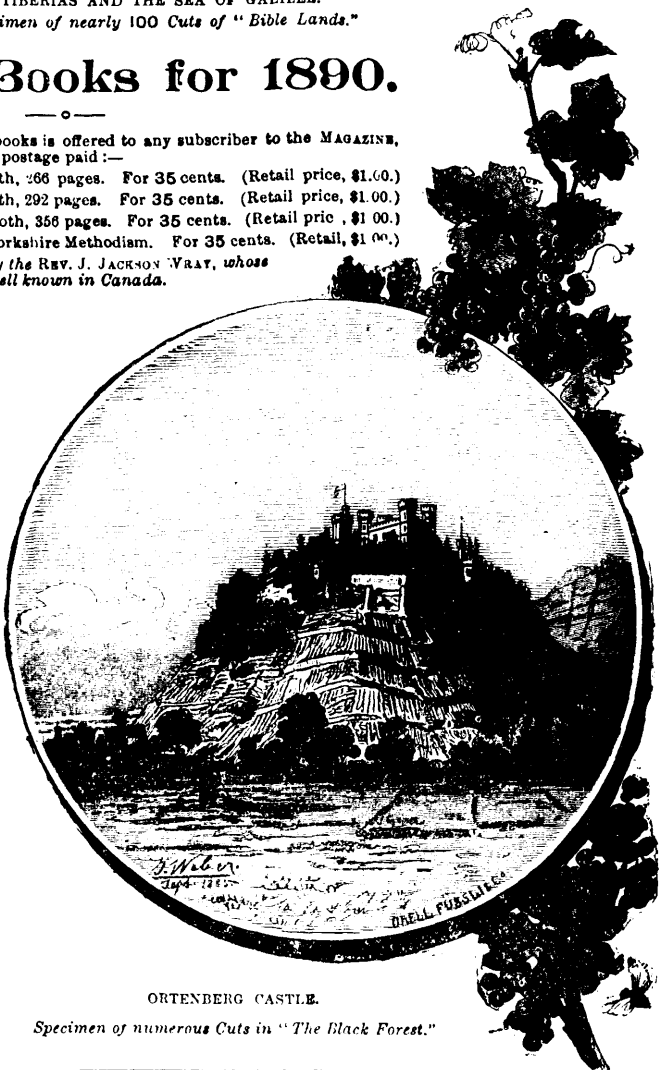 TIBERIAS AND THE SEA OF GALILEE.
imen of nearly 100 Cuts of "Bible Lands."
Books for 1890.
ooks is offered to any subscriber to the MAGAZINE,
postage paid :—
th, 266 pages. For 35 cents. (Retail price, $1.00.)
th, 292 pages. For 35 cents. (Retail price, $1.00.)
oth, 356 pages. For 35 cents. (Retail pric , $1 00.)
orkshire Methodism. For 35 cents. (Retail, $1 00.)
y the REV. J. JACKSON WRAY, whose
ell known in Canada.
J. Weber.
Sept.
ORELL FUSSLI & Co.
ORTENBERG CASTLE.
Specimen of numerous Cuts in "The Black Forest."